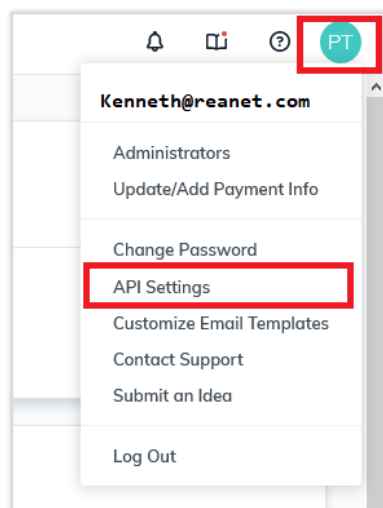 PT
Kenneth@reanet.com
Administrators
Update/Add Payment Info
Change Password
API Settings
Customize Email Templates
Contact Support
Submit an Idea
Log Out